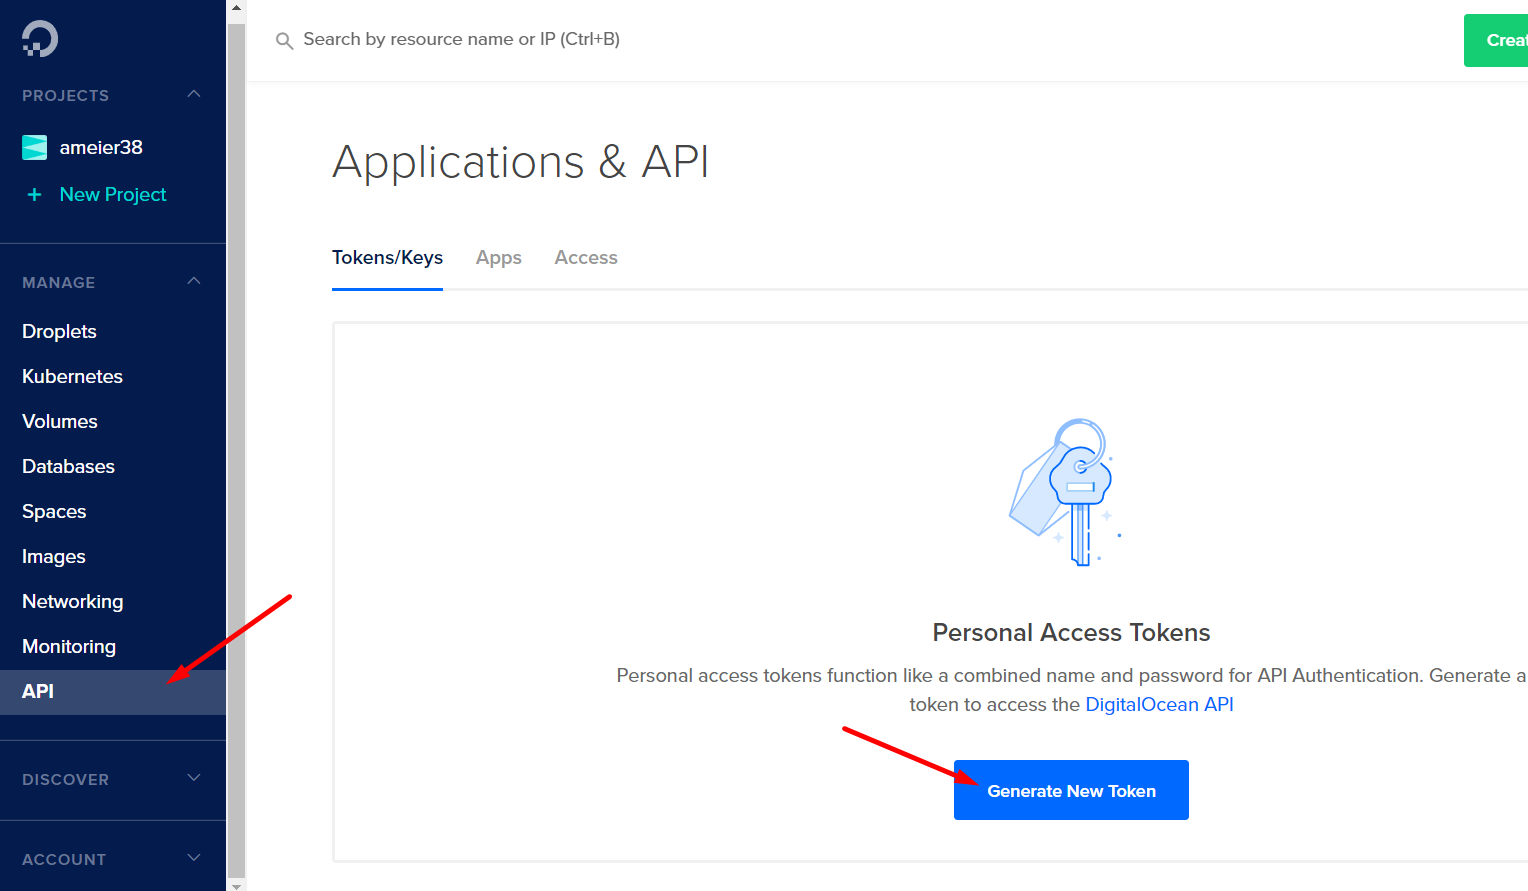 Search by resource name or IP (Ctrl+B)
Creat
PROJECTS
ameier38
+ New Project
MANAGE
Droplets
Kubernetes
Volumes
Databases
Spaces
Images
Networking
Monitoring
API
DISCOVER
ACCOUNT
Applications & API
Tokens/Keys Apps Access
Personal Access Tokens
Personal access tokens function like a combined name and password for API Authentication. Generate a
token to access the DigitalOcean API
Generate New Token